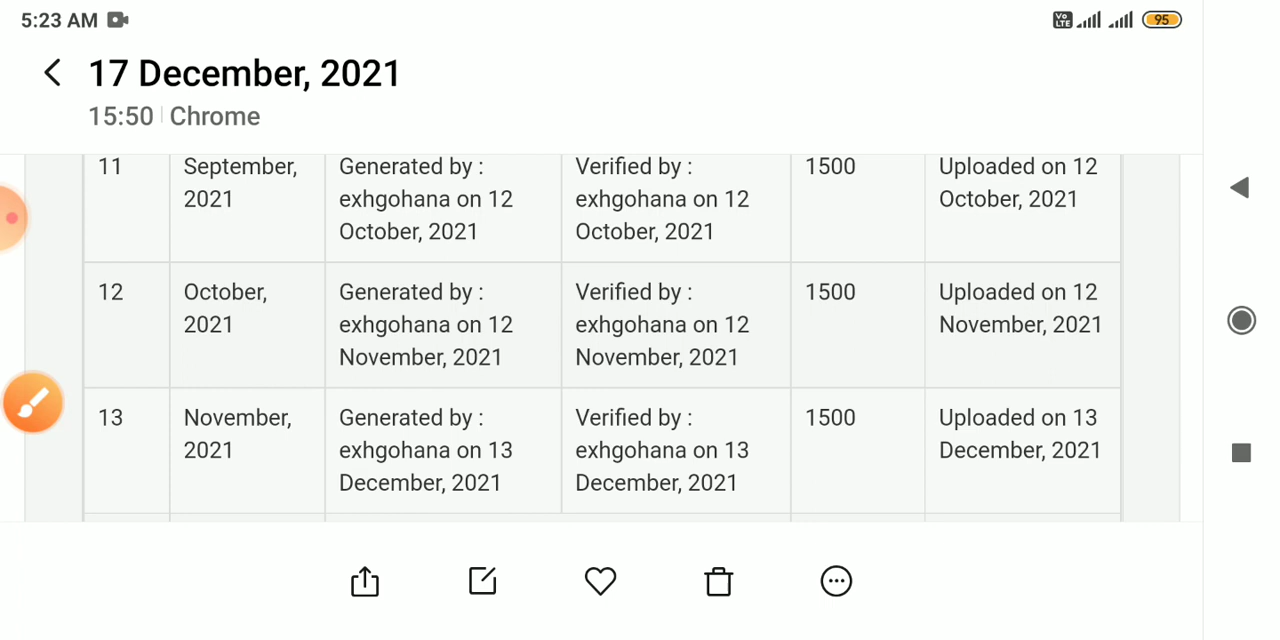 5:23 AM
Vo LTE
95
17 December, 2021
15:50 Chrome
11 September, 2021 Generated by : exhgohana on 12 October, 2021 Verified by : exhgohana on 12 October, 2021 1500 Uploaded on 12 October, 2021
12 October, 2021 Generated by : exhgohana on 12 November, 2021 Verified by : exhgohana on 12 November, 2021 1500 Uploaded on 12 November, 2021
13 November, 2021 Generated by : exhgohana on 13 December, 2021 Verified by : exhgohana on 13 December, 2021 1500 Uploaded on 13 December, 2021